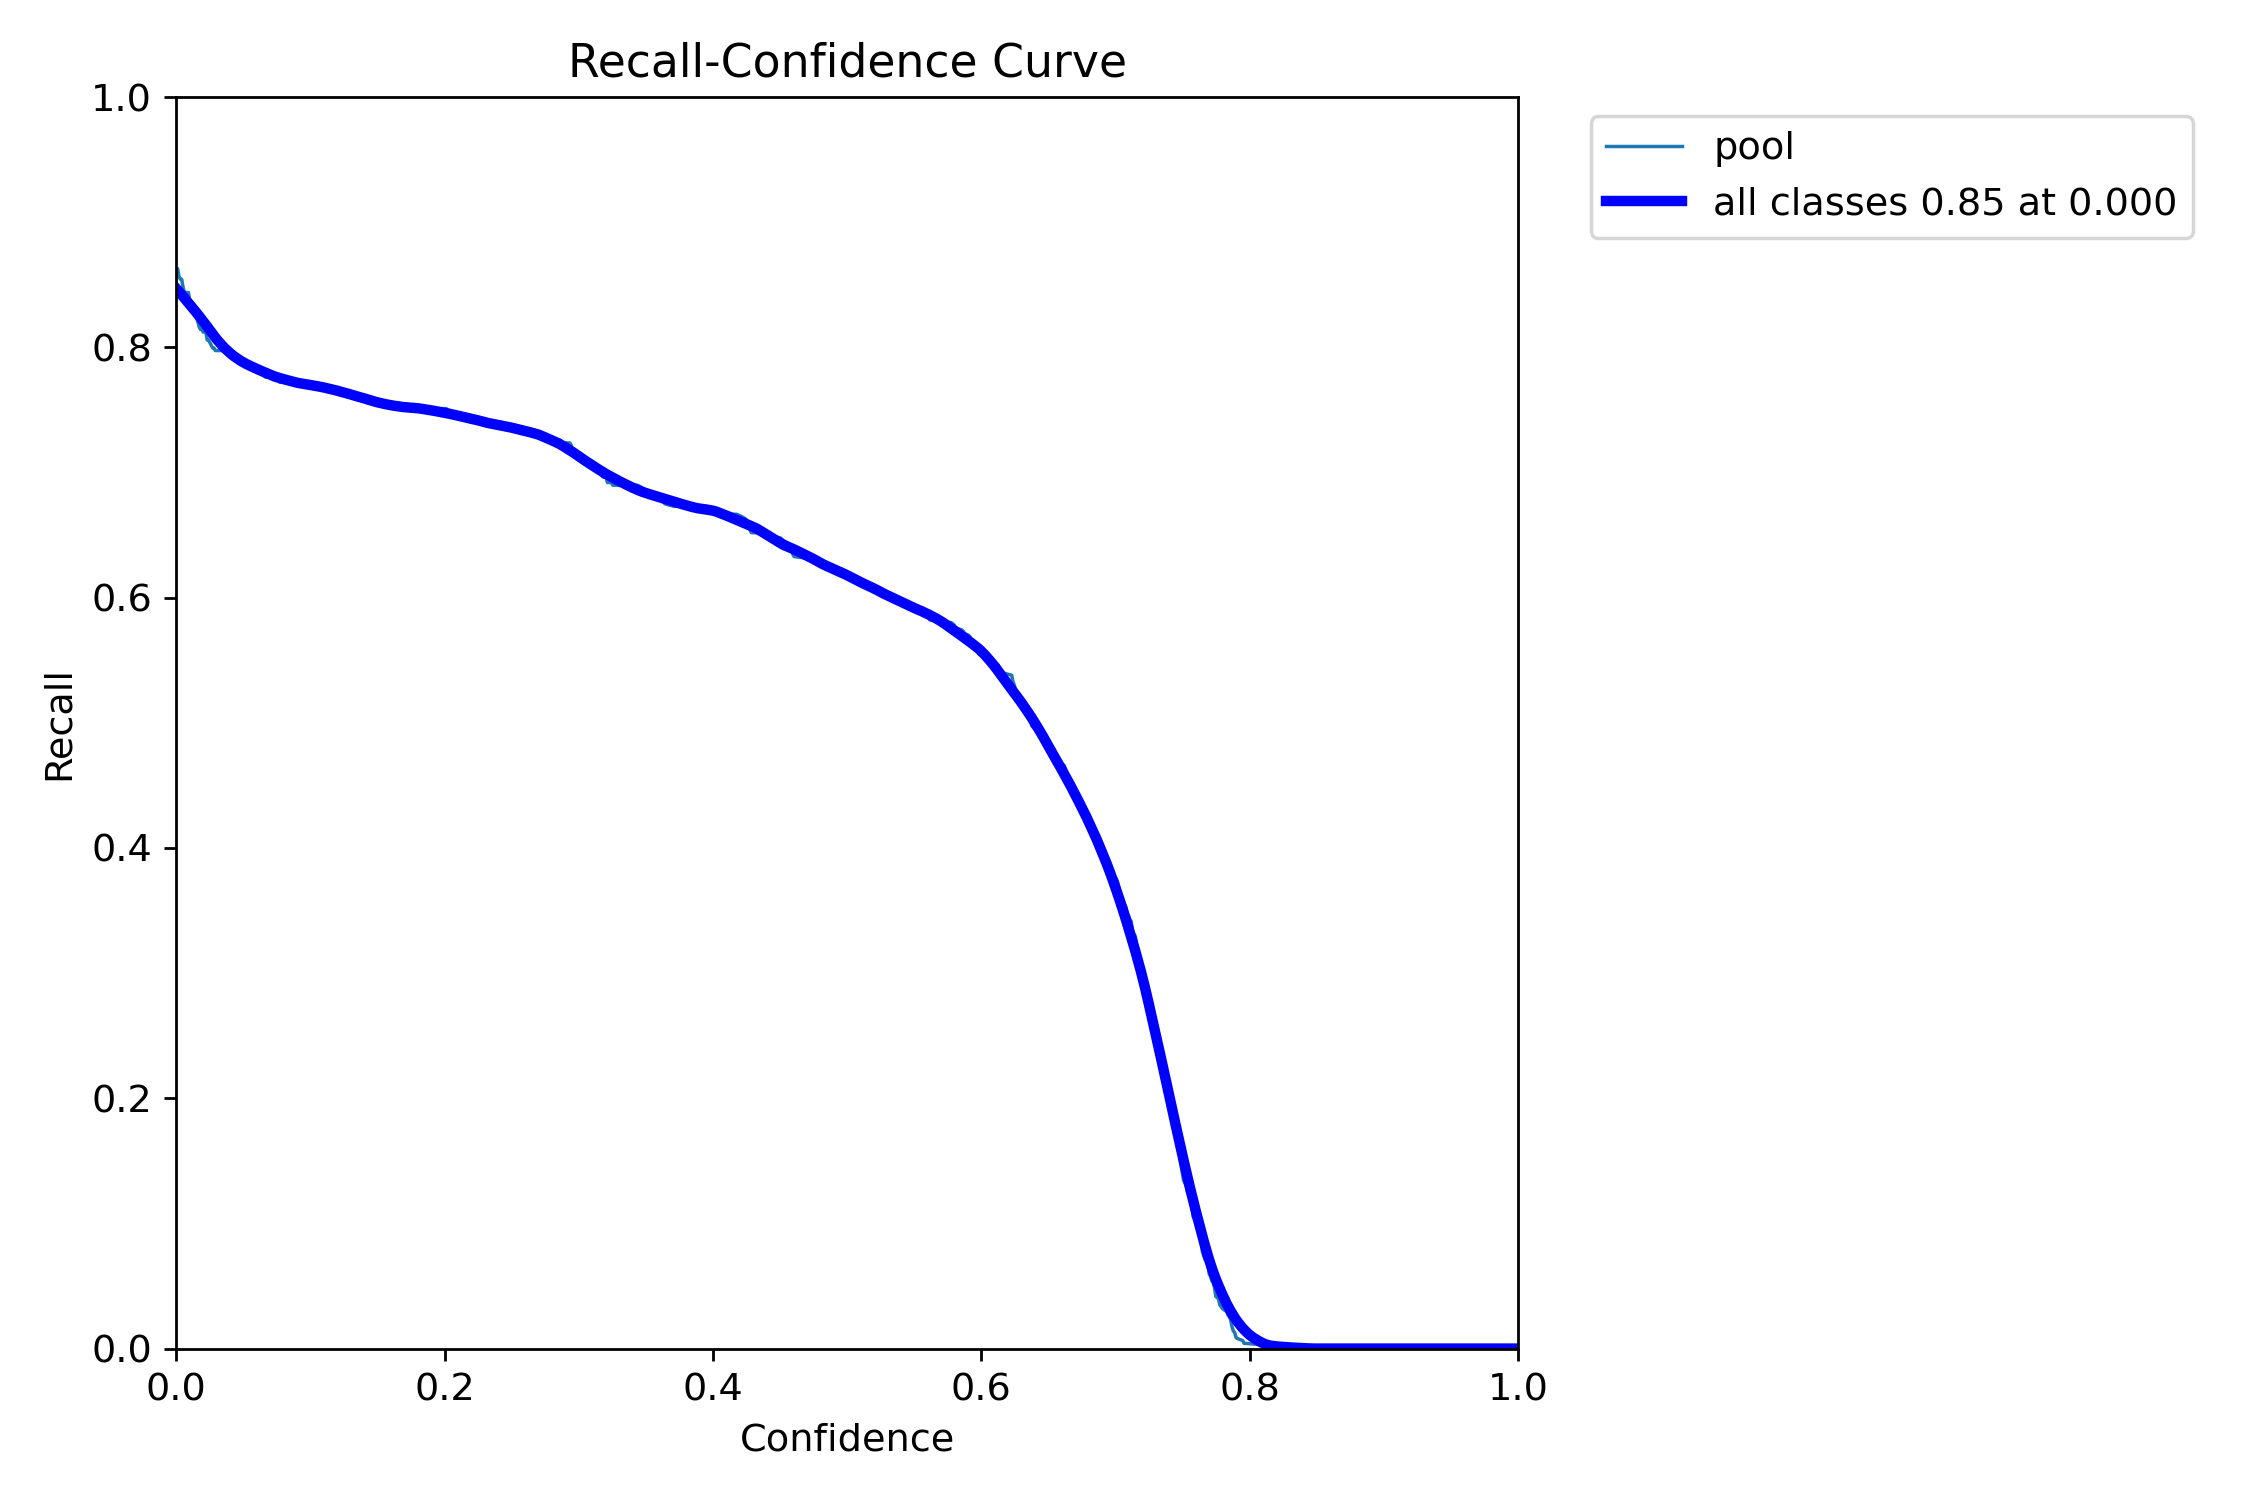 Recall-Confidence Curve
1.0
0.8
0.6
0.4
0.2
0.0
Recall
0.0 0.2 0.4 0.6 0.8 1.0
Confidence
pool
all classes 0.85 at 0.000